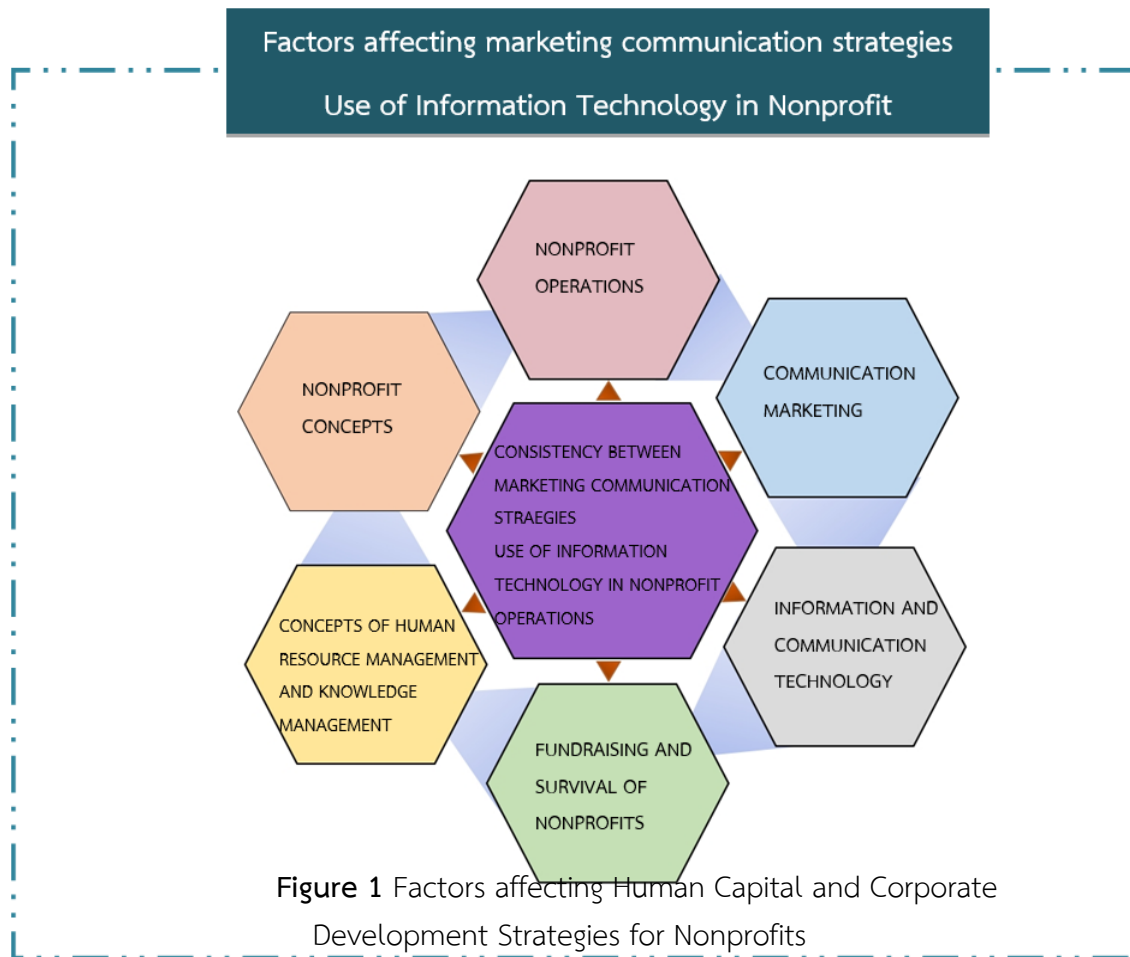 Factors affecting marketing communication strategies
Use of Information Technology in Nonprofit
NONPROFIT
OPERATIONS
COMMUNICATION
MARKETING
NONPROFIT
CONCEPTS
CONSISTENCY BETWEEN
MARKETING COMMUNICATION
STRAEGIES
USE OF INFORMATION
TECHNOLOGY IN NONPROFIT
OPERATIONS
INFORMATION AND
COMMUNICATION
TECHNOLOGY
CONCEPTS OF HUMAN
RESOURCE MANAGEMENT
AND KNOWLEDGE
MANAGEMENT
FUNDRAISING AND
SURVIVAL OF
NONPROFITS
Figure 1 Factors affecting Human Capital and Corporate
Development Strategies for Nonprofits